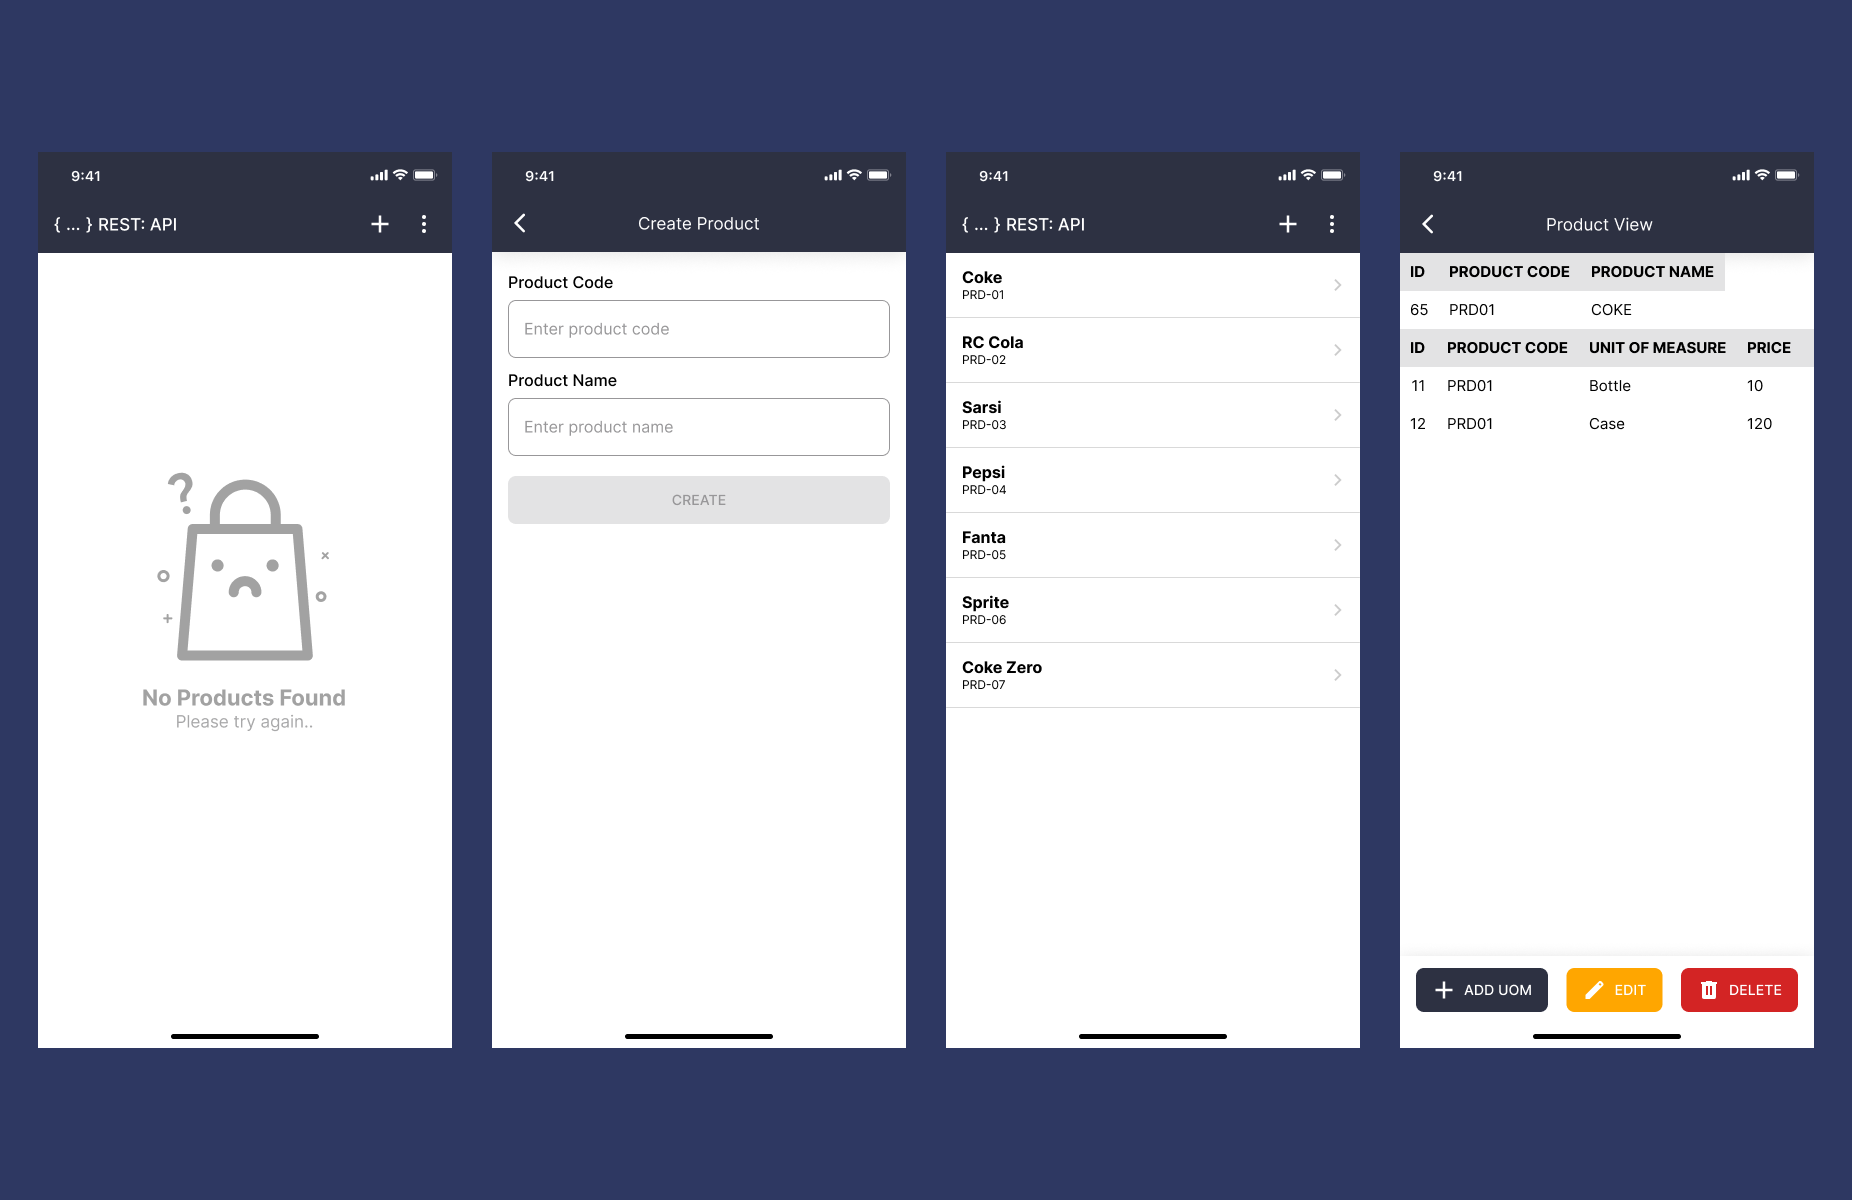 9:41
{ ... } REST: API
?
No Products Found
Please try again..
9:41
Create Product
Product Code
Enter product code
Product Name
Enter product name
CREATE
9:41
{ ... } REST: API
Coke
PRD-01
RC Cola
PRD-02
Sarsi
PRD-03
Pepsi
PRD-04
Fanta
PRD-05
Sprite
PRD-06
Coke Zero
PRD-07
9:41
Product View
ID PRODUCT CODE PRODUCT NAME
65 PRD01 COKE
ID PRODUCT CODE UNIT OF MEASURE PRICE
11 PRD01 Bottle 10
12 PRD01 Case 120
ADD UOM EDIT DELETE